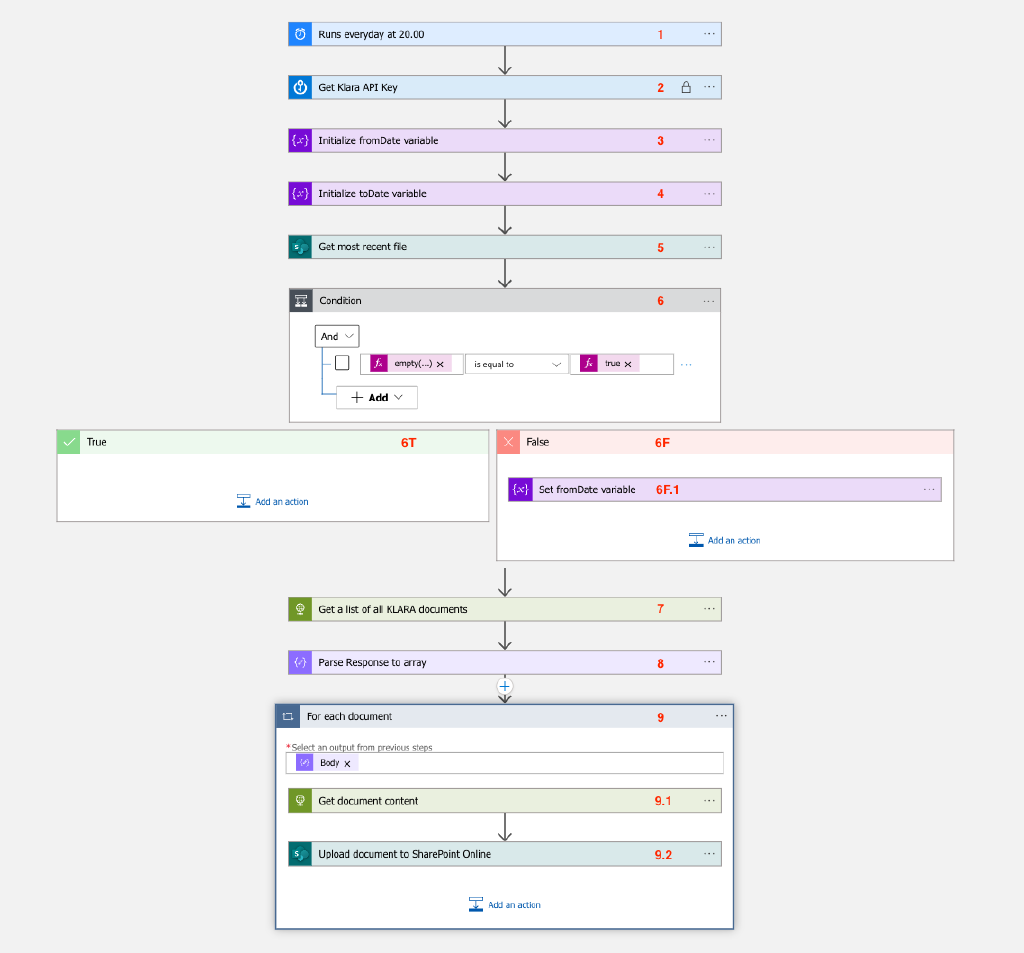 Runs everyday at 20.00 1 ...
Get Klara API Key 2 ...
{x} Initialize fromDate variable 3 ...
{x} Initialize toDate variable 4 ...
S Get most recent file 5 ...
Condition 6 ...
And
fx empty(...) × is equal to fx true × ...
+ Add
True 6T
False 6F
{x} Set fromDate variable 6F.1 ...
Add an action
Add an action
Get a list of all KLARA documents 7 ...
Parse Response to array 8 ...
+
For each document 9 ...
*Select an output from previous steps
Body ×
Get document content 9.1 ...
S Upload document to SharePoint Online 9.2 ...
Add an action